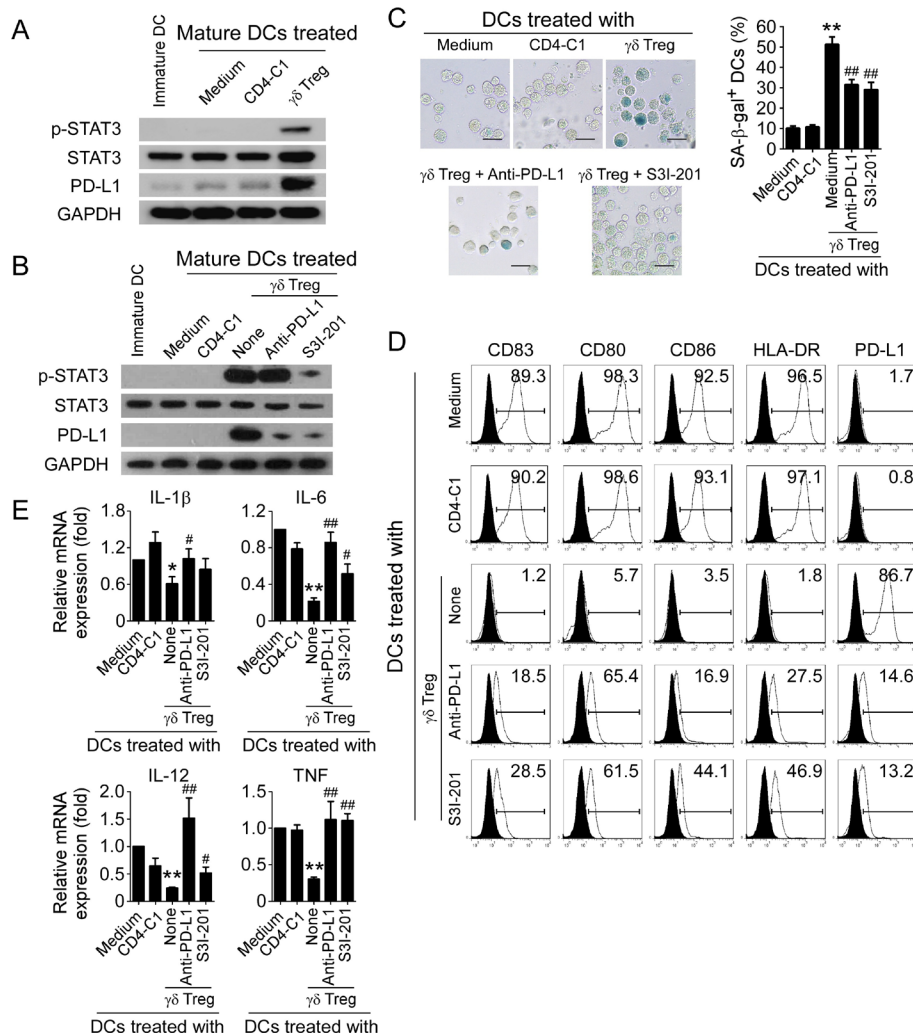 A
Immature DC
Mature DCs treated
Medium
CD4-C1
γδ Treg
p-STAT3
STAT3
PD-L1
GAPDH
B
Immature DC
Mature DCs treated
γδ Treg
Medium
CD4-C1
None
Anti-PD-L1
S3I-201
p-STAT3
STAT3
PD-L1
GAPDH
C
DCs treated with
Medium
CD4-C1
γδ Treg
γδ Treg + Anti-PD-L1
γδ Treg + S3I-201
SA-β-gal+ DCs (%)
60
50
40
30
20
10
0
**
##
##
Medium
CD4-C1
Medium
Anti-PD-L1
S3I-201
γδ Treg
DCs treated with
D
CD83
CD80
CD86
HLA-DR
PD-L1
DCs treated with
Medium
89.3
98.3
92.5
96.5
1.7
CD4-C1
90.2
98.6
93.1
97.1
0.8
γδ Treg
None
1.2
5.7
3.5
1.8
86.7
Anti-PD-L1
18.5
65.4
16.9
27.5
14.6
S3I-201
28.5
61.5
44.1
46.9
13.2
E
IL-1β
Relative mRNA
expression (fold)
1.8
1.2
0.6
0
*
#
Medium
CD4-C1
None
Anti-PD-L1
S3I-201
γδ Treg
DCs treated with
IL-6
1.2
0.8
0.4
0
**
##
#
Medium
CD4-C1
None
Anti-PD-L1
S3I-201
γδ Treg
DCs treated with
IL-12
Relative mRNA
expression (fold)
2.0
1.5
1.0
0.5
0
**
##
#
Medium
CD4-C1
None
Anti-PD-L1
S3I-201
γδ Treg
DCs treated with
TNF
1.5
1.0
0.5
0
**
##
##
Medium
CD4-C1
None
Anti-PD-L1
S3I-201
γδ Treg
DCs treated with